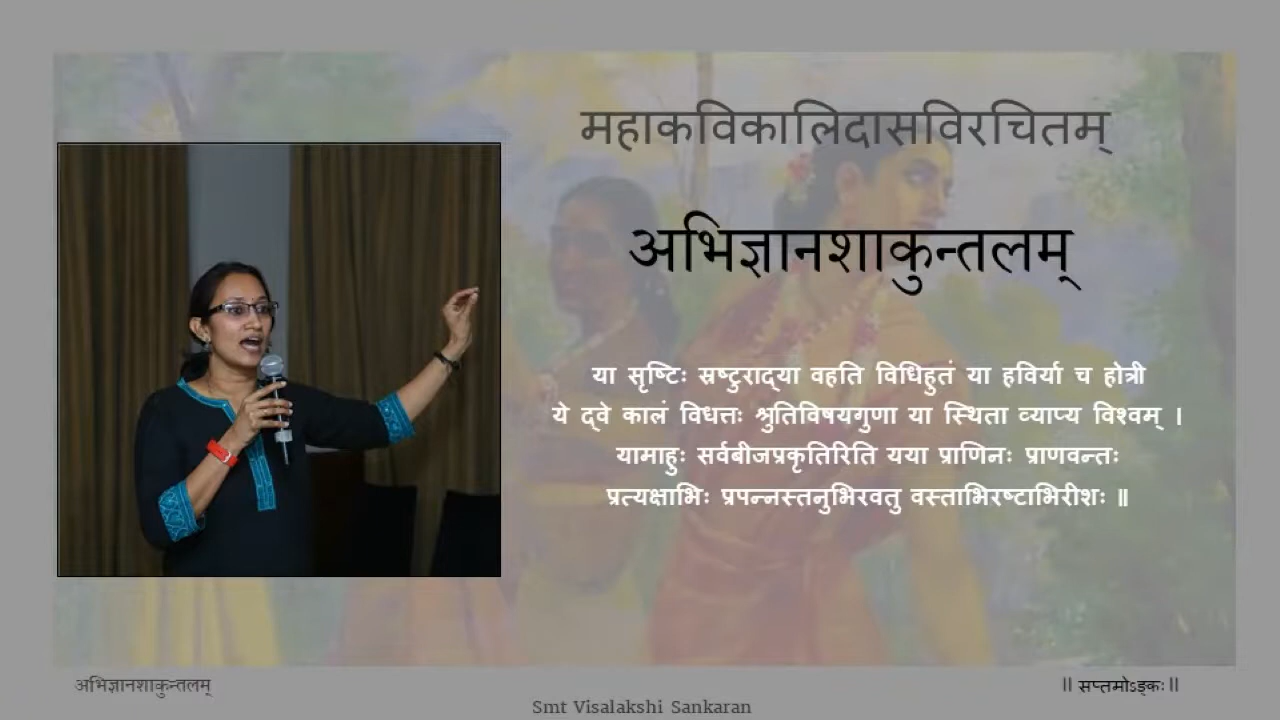 महाकविकालिदासविरचितम्
अभिज्ञानशाकुन्तलम्
या सृष्टिः स्रष्टुराद्या वहति विधिहुतं या हविर्या च होत्री
ये द्वे कालं विधत्तः श्रुतिविषयगुणा या स्थिता व्याप्य विश्वम् ।
यामाहुः सर्वबीजप्रकृतिरिति यया प्राणिनः प्राणवन्तः
प्रत्यक्षाभिः प्रपन्नस्तनुभिरवतु वस्ताभिरष्टाभिरीशः ॥
अभिज्ञानशाकुन्तलम्
॥ सप्तमोऽङ्कः ॥
Smt Visalakshi Sankaran